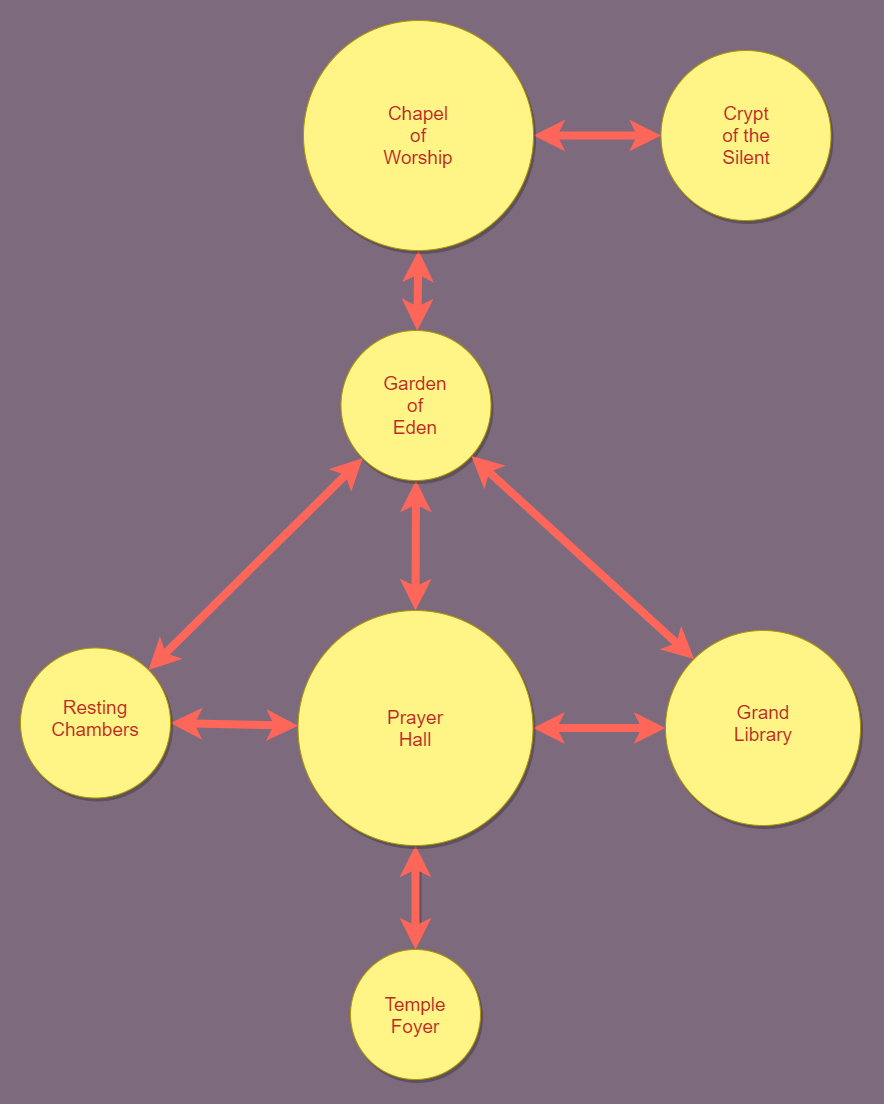 Chapel
of
Worship
Crypt
of the
Silent
Garden
of
Eden
Resting
Chambers
Prayer
Hall
Grand
Library
Temple
Foyer